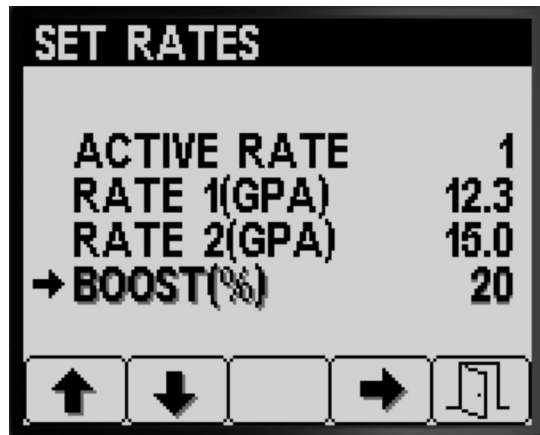 SET RATES
ACTIVE RATE 1
RATE 1(GPA) 12.3
RATE 2(GPA) 15.0
→ BOOST(%) 20